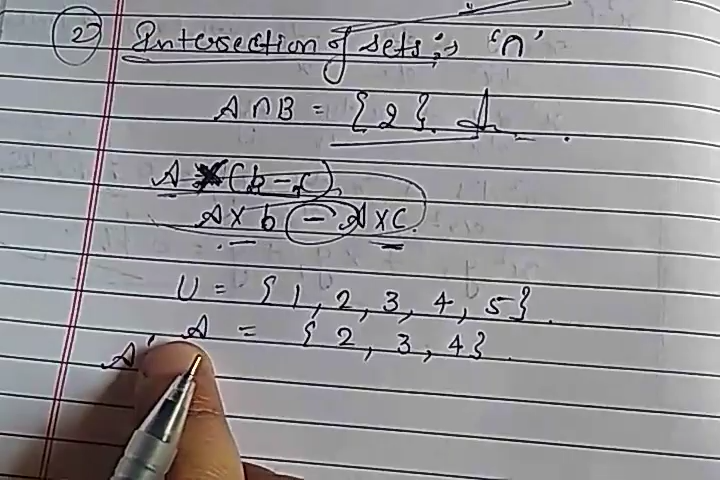 2) Intersection of sets :→ '∩'
A∩B = {2}.
A × (b - c)
A × b - A × c.
U = {1, 2, 3, 4, 5}.
A = {2, 3, 4}.
A'